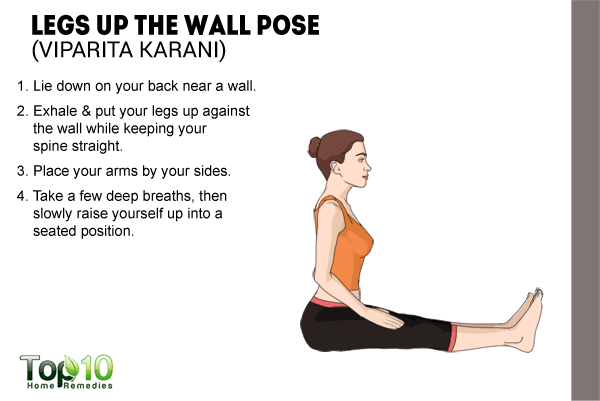 LEGS UP THE WALL POSE
(VIPARITA KARANI)
1. Lie down on your back near a wall.
2. Exhale & put your legs up against
the wall while keeping your
spine straight.
3. Place your arms by your sides.
4. Take a few deep breaths, then
slowly raise yourself up into a
seated position.
Top10
Home Remedies